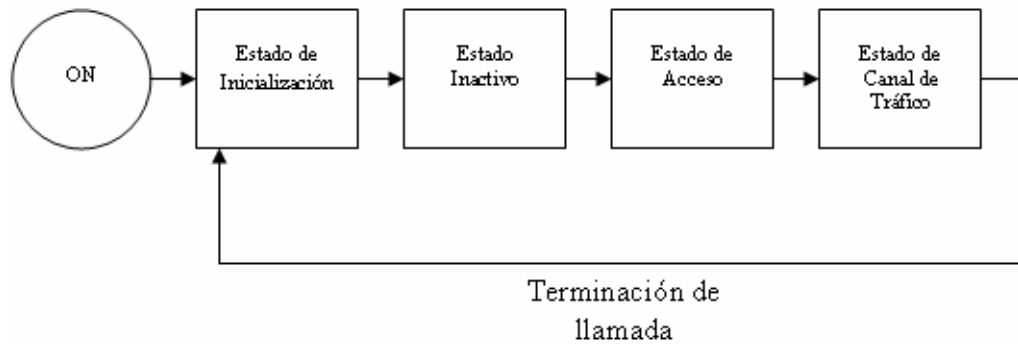 ON
Estado de
Inicialización
Estado
Inactivo
Estado de
Acceso
Estado de
Canal de
Tráfico
Terminación de
llamada